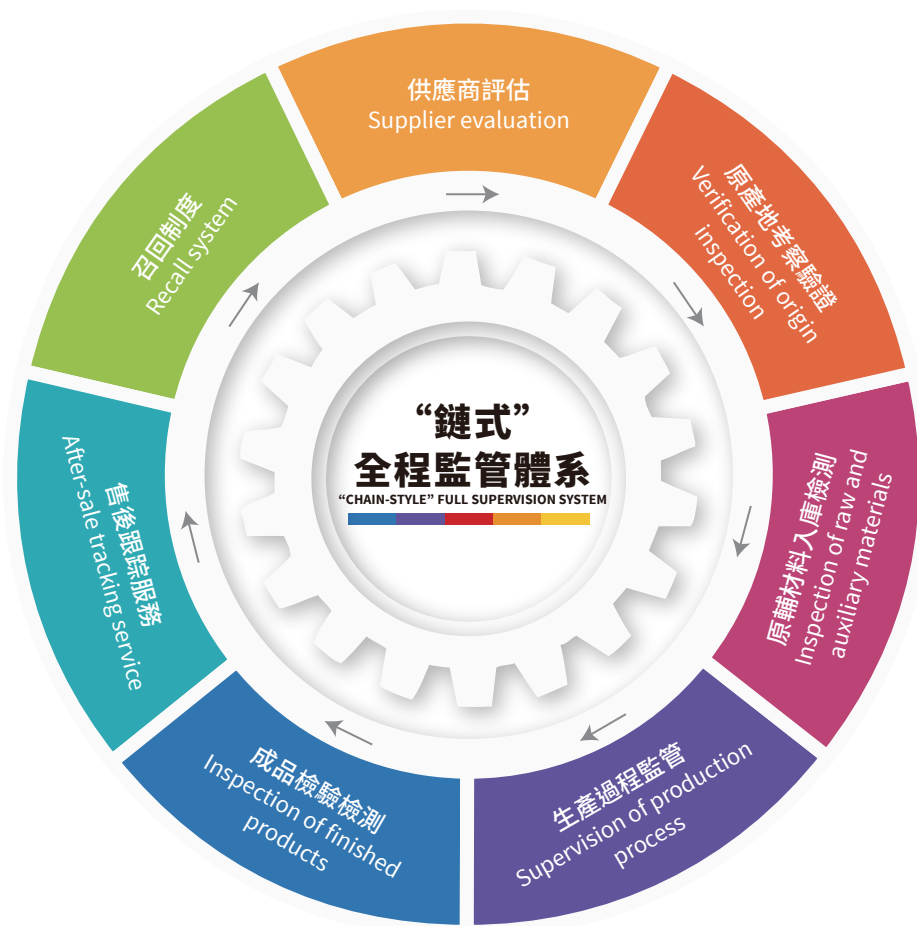 供應商評估
Supplier evaluation
原產地考察驗證
Verification of origin
inspection
原輔材料入庫檢測
Inspection of raw and
auxiliary materials
生產過程監管
Supervision of production
process
成品檢驗檢測
Inspection of finished
products
售後跟踪服務
After-sale tracking service
召回制度
Recall system
“鏈式”
全程監管體系
“CHAIN-STYLE” FULL SUPERVISION SYSTEM